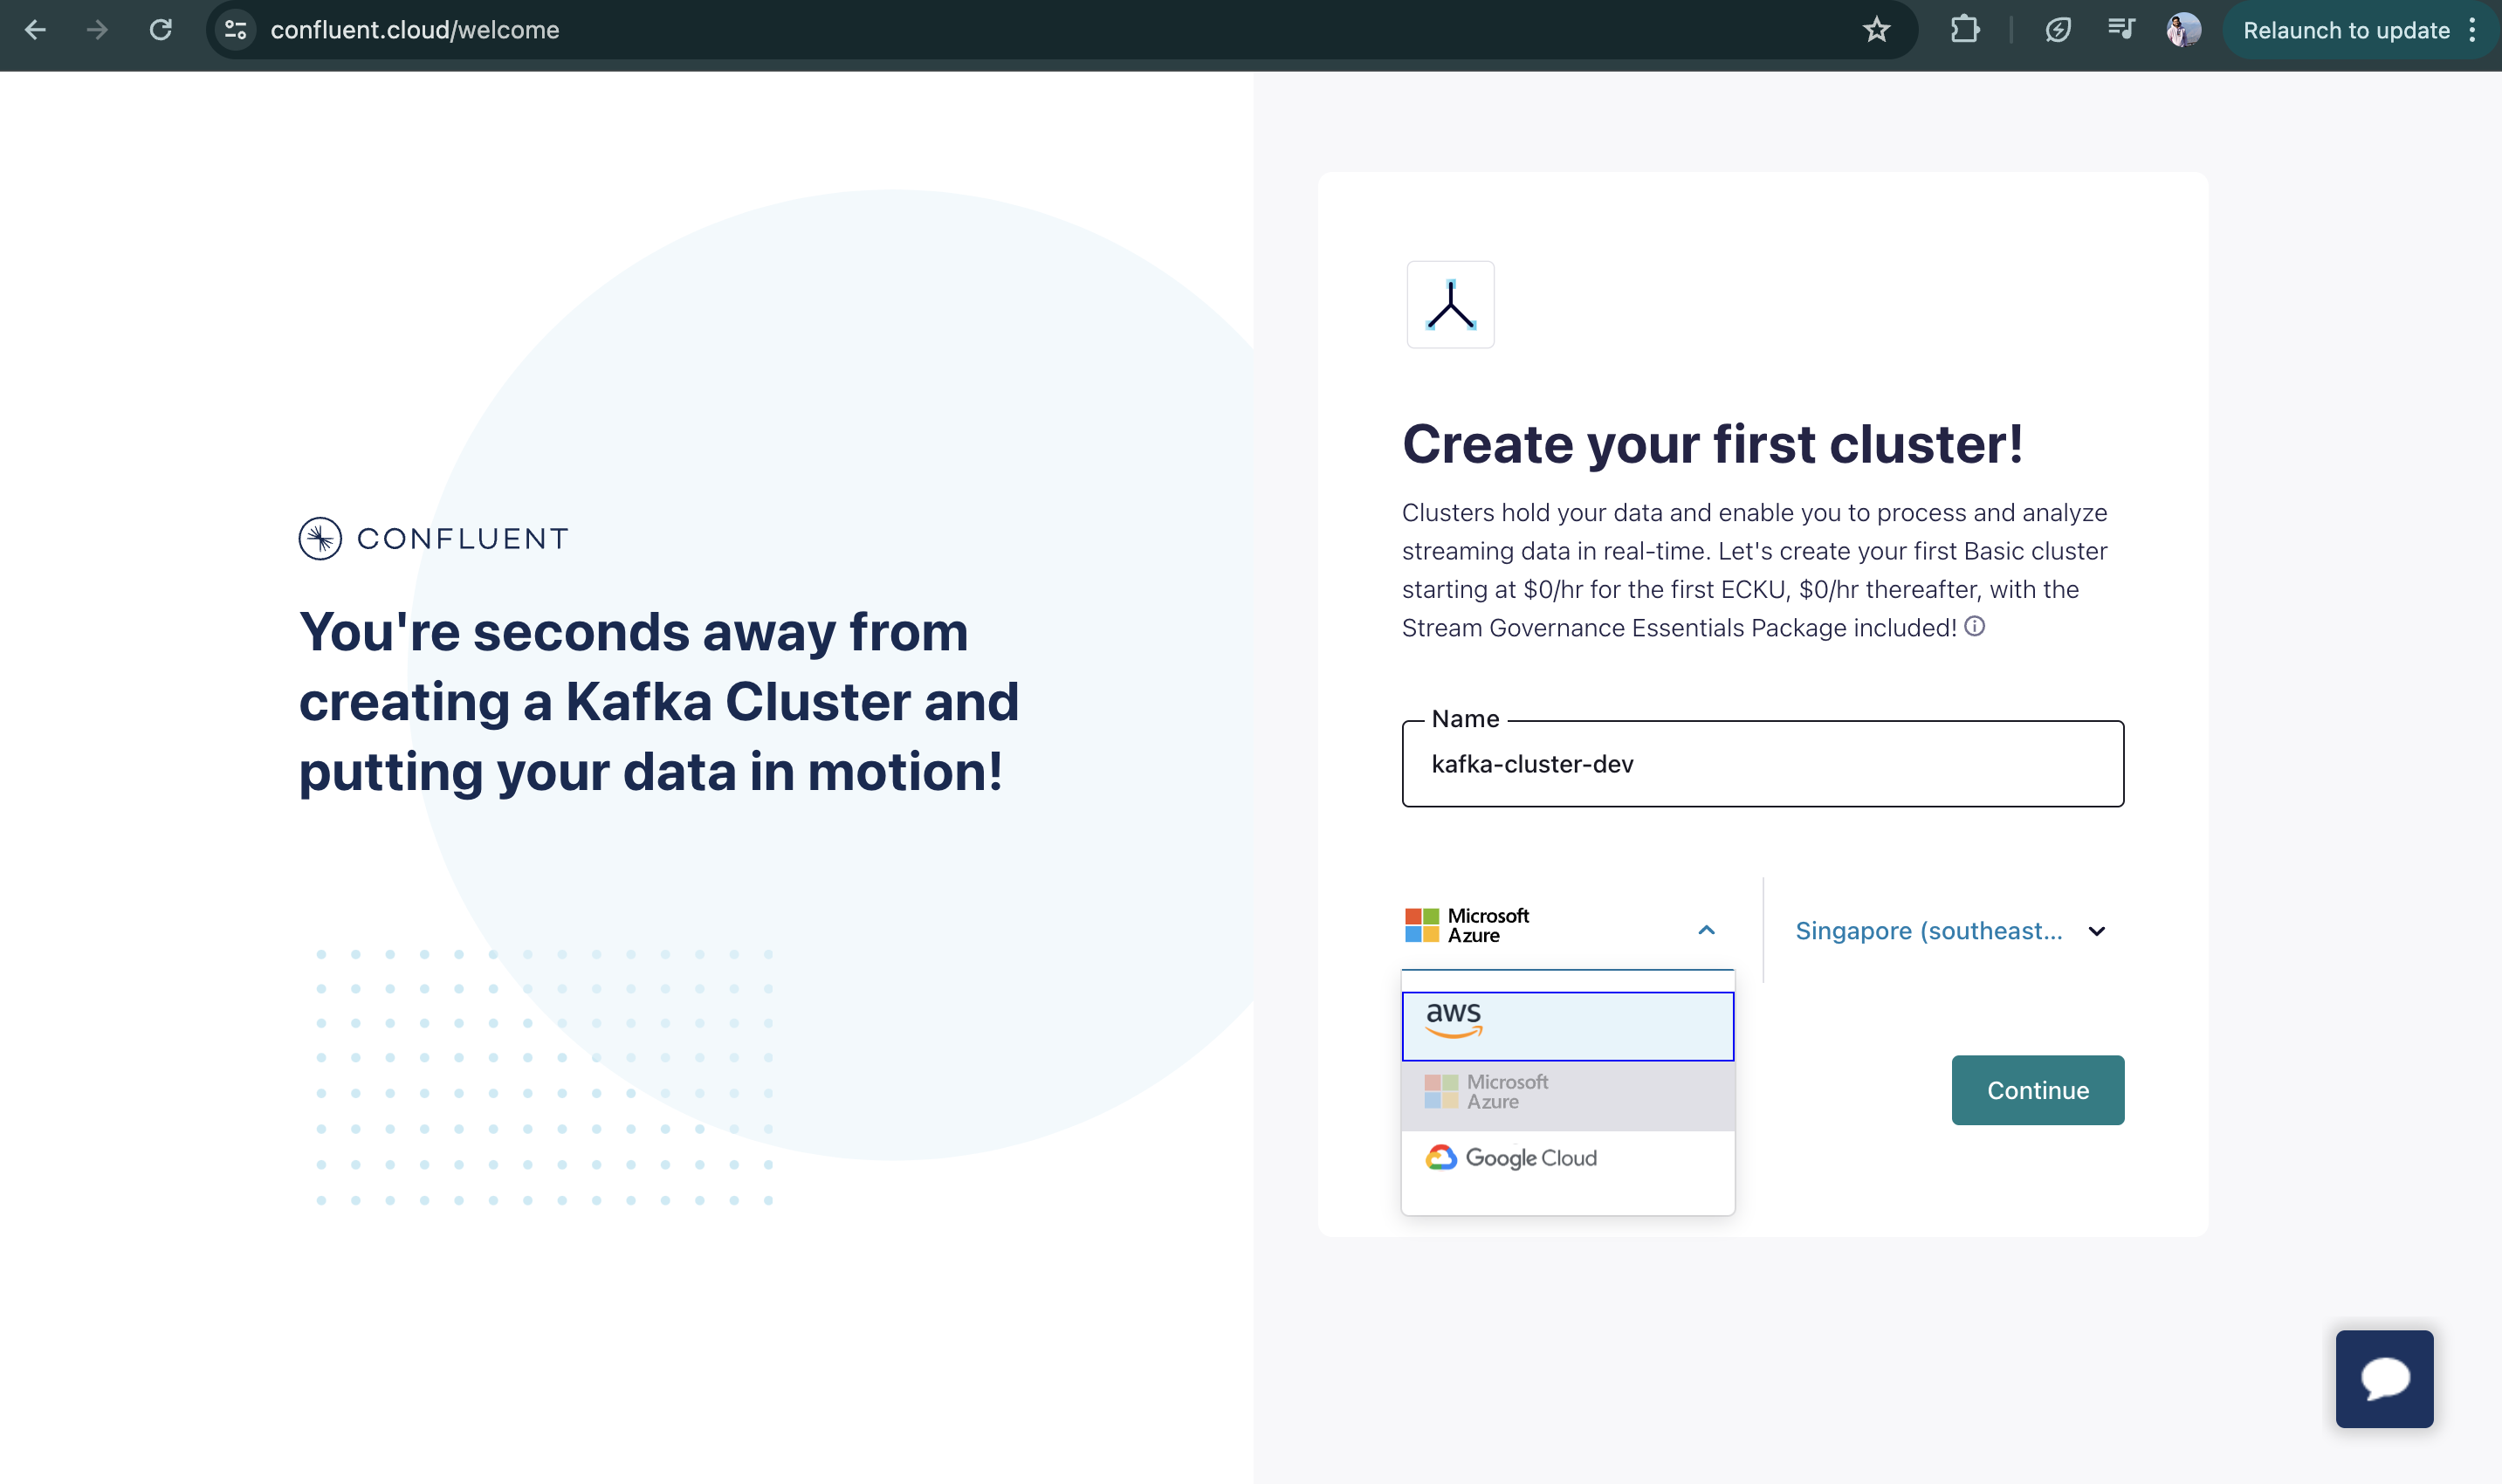 confluent.cloud/welcome
Relaunch to update
CONFLUENT
You're seconds away from
creating a Kafka Cluster and
putting your data in motion!
Create your first cluster!
Clusters hold your data and enable you to process and analyze
streaming data in real-time. Let's create your first Basic cluster
starting at $0/hr for the first ECKU, $0/hr thereafter, with the
Stream Governance Essentials Package included!
Name
kafka-cluster-dev
Microsoft
Azure
Singapore (southeast...
aws
Microsoft
Azure
Google Cloud
Continue